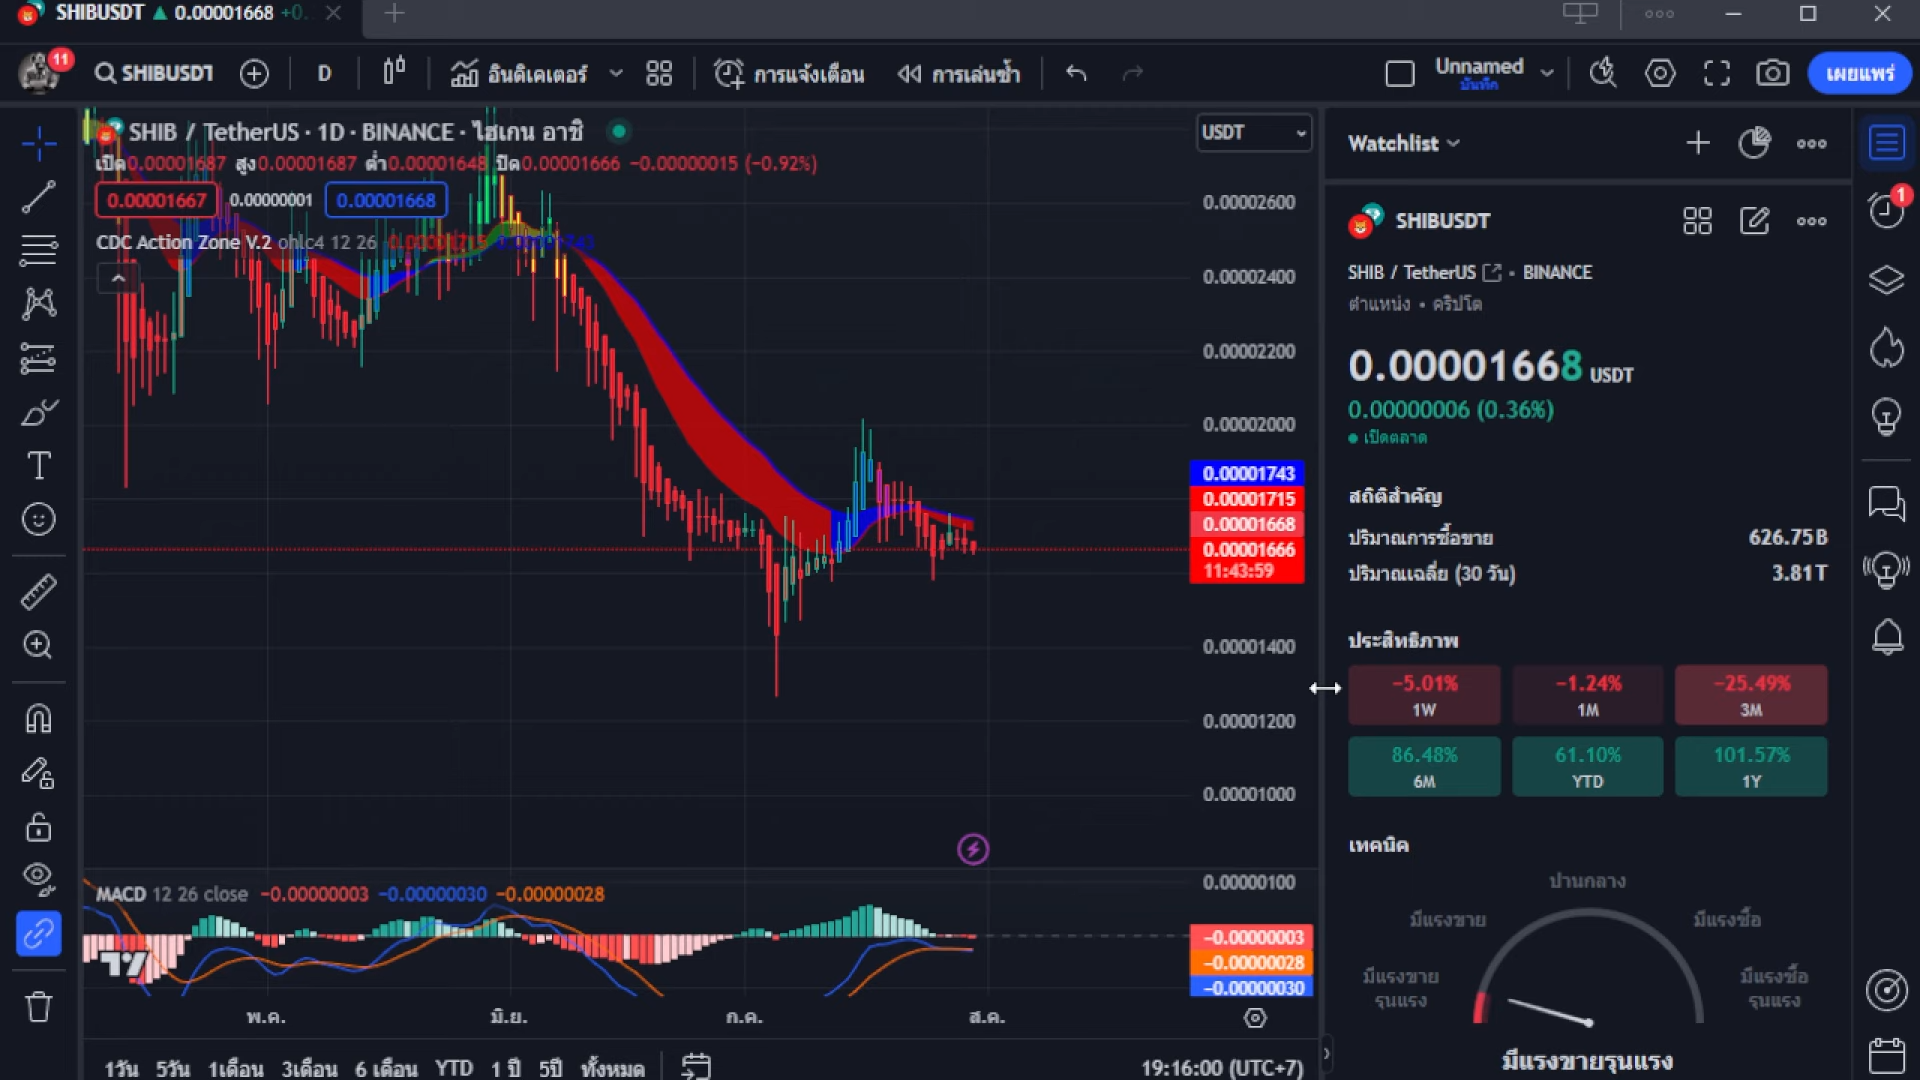 SHIBUSDT ▲ 0.00001668 +0.
11
SHIBUSDT
D
อินดิเคเตอร์
การแจ้งเตือน
การเล่นซ้ำ
Unnamed
บันทึก
เผยแพร่
SHIB / TetherUS · 1D · BINANCE · ไฮเกน อาชิ
เปิด0.00001687 สูง0.00001687 ต่ำ0.00001648 ปิด0.00001666 −0.00000015 (−0.92%)
0.00001667 0.00000001 0.00001668
CDC Action Zone V.2 ohlc4 12 26 0.00001715 0.00001743
USDT
0.00002600
0.00002400
0.00002200
0.00002000
0.00001743
0.00001715
0.00001668
0.00001666
11:43:59
0.00001400
0.00001200
0.00001000
MACD 12 26 close −0.00000003 −0.00000030 −0.00000028
0.00000100
−0.00000003
−0.00000028
−0.00000030
พ.ค. มิ.ย. ก.ค. ส.ค.
1วัน 5วัน 1เดือน 3เดือน 6 เดือน YTD 1 ปี 5ปี ทั้งหมด
19:16:00 (UTC+7)
Watchlist
SHIBUSDT
SHIB / TetherUS • BINANCE
ตำแหน่ง • คริปโต
0.00001668 USDT
0.00000006 (0.36%)
เปิดตลาด
สถิติสำคัญ
ปริมาณการซื้อขาย 626.75B
ปริมาณเฉลี่ย (30 วัน) 3.81T
ประสิทธิภาพ
−5.01% −1.24% −25.49%
1W 1M 3M
86.48% 61.10% 101.57%
6M YTD 1Y
เทคนิค
ปานกลาง
มีแรงขาย มีแรงซื้อ
มีแรงขาย มีแรงซื้อ
รุนแรง รุนแรง
มีแรงขายรุนแรง
1